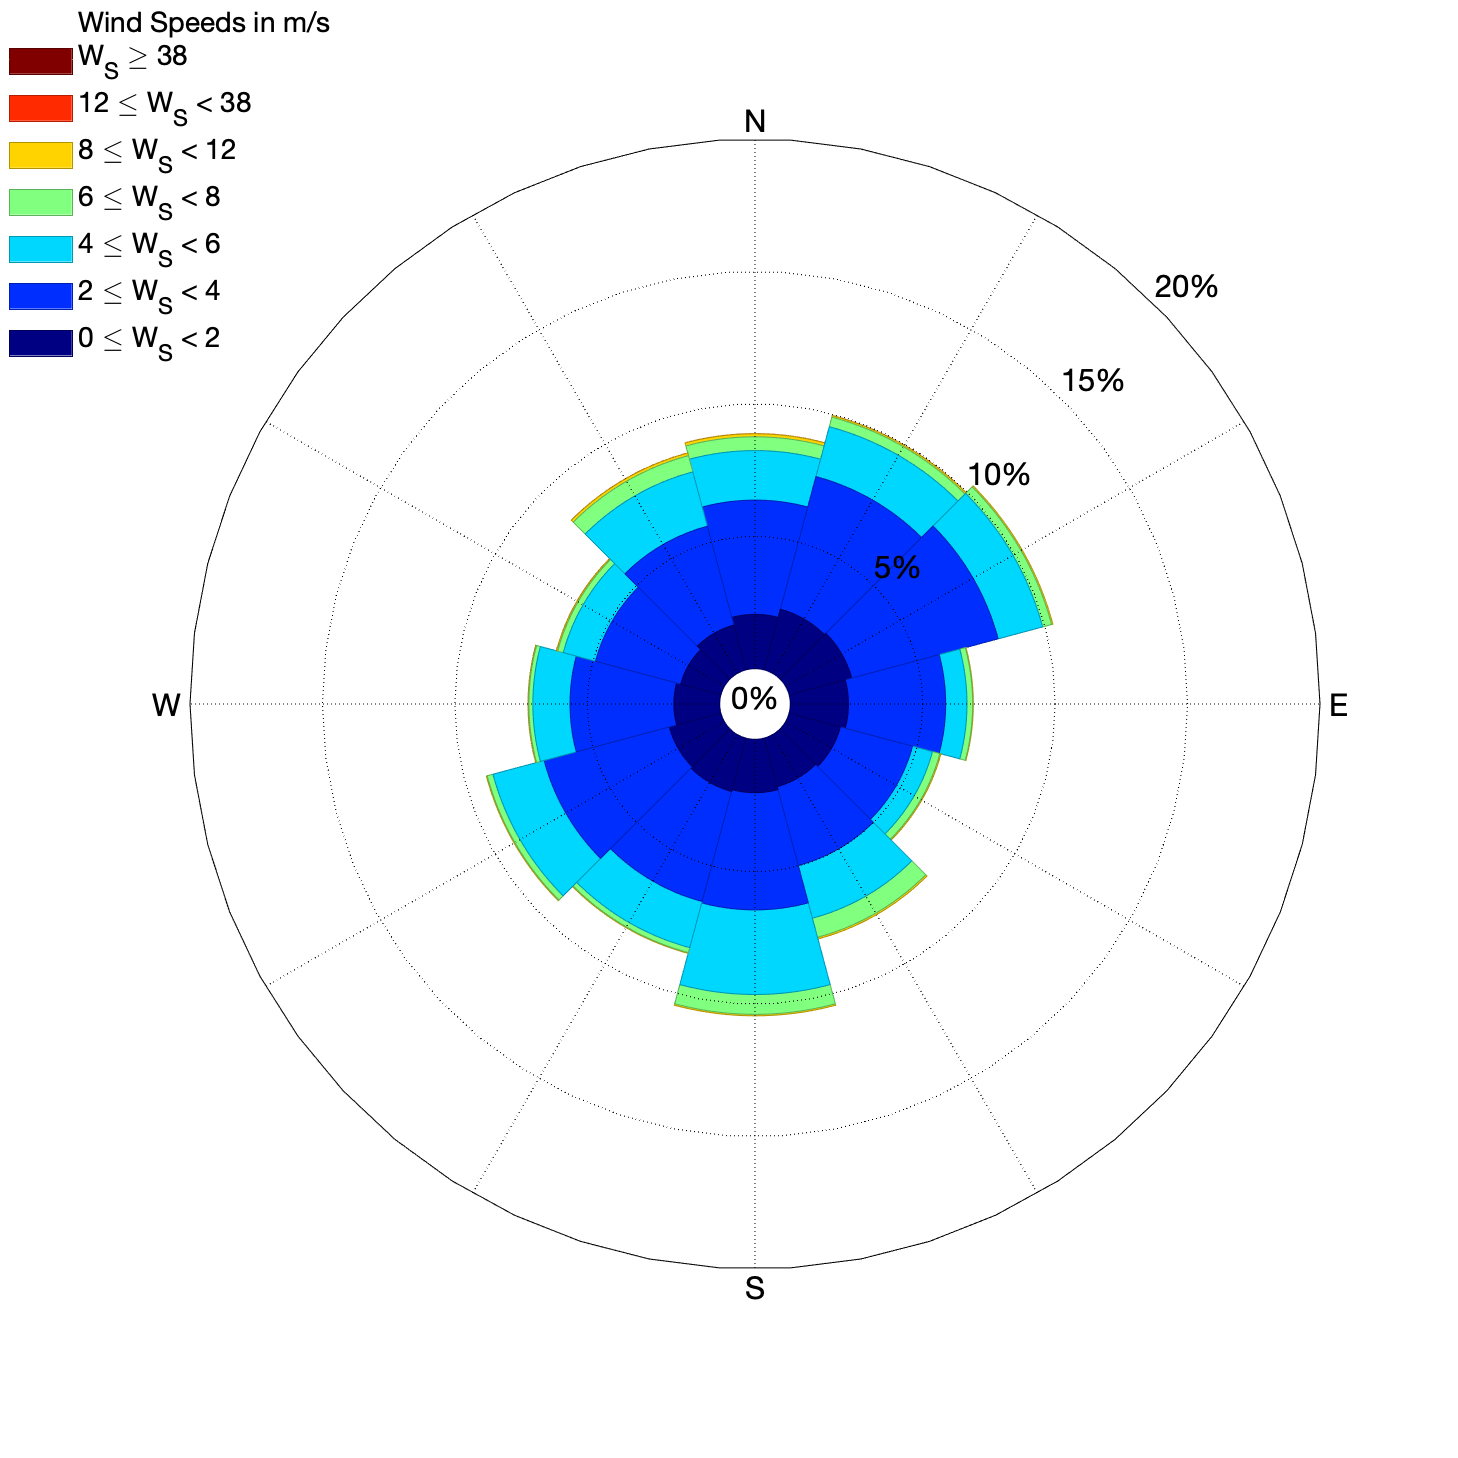 Wind Speeds in m/s
W_S ≥ 38
12 ≤ W_S < 38
8 ≤ W_S < 12
6 ≤ W_S < 8
4 ≤ W_S < 6
2 ≤ W_S < 4
0 ≤ W_S < 2
N
20%
15%
10%
5%
0%
W
E
S